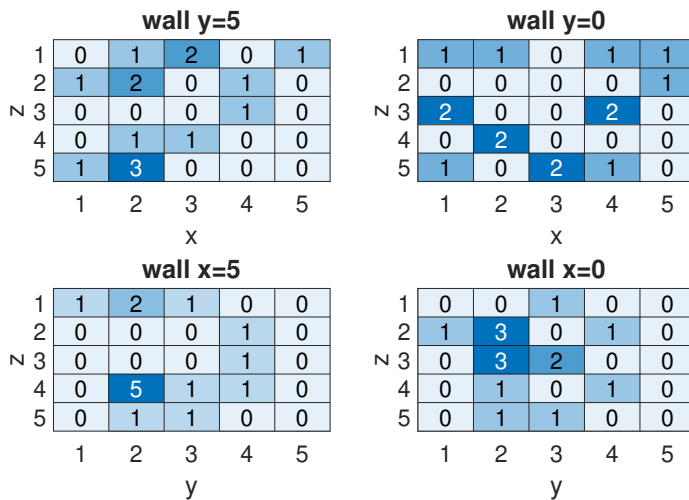 wall y=5
wall y=0
1 0 1 2 0 1
2 1 2 0 1 0
z 3 0 0 0 1 0
4 0 1 1 0 0
5 1 3 0 0 0
1 2 3 4 5
x
1 1 1 0 1 1
2 0 0 0 0 1
z 3 2 0 0 2 0
4 0 2 0 0 0
5 1 0 2 1 0
1 2 3 4 5
x
wall x=5
wall x=0
1 1 2 1 0 0
2 0 0 0 1 0
z 3 0 0 0 1 0
4 0 5 1 1 0
5 0 1 1 0 0
1 2 3 4 5
y
1 0 0 1 0 0
2 1 3 0 1 0
z 3 0 3 2 0 0
4 0 1 0 1 0
5 0 1 1 0 0
1 2 3 4 5
y